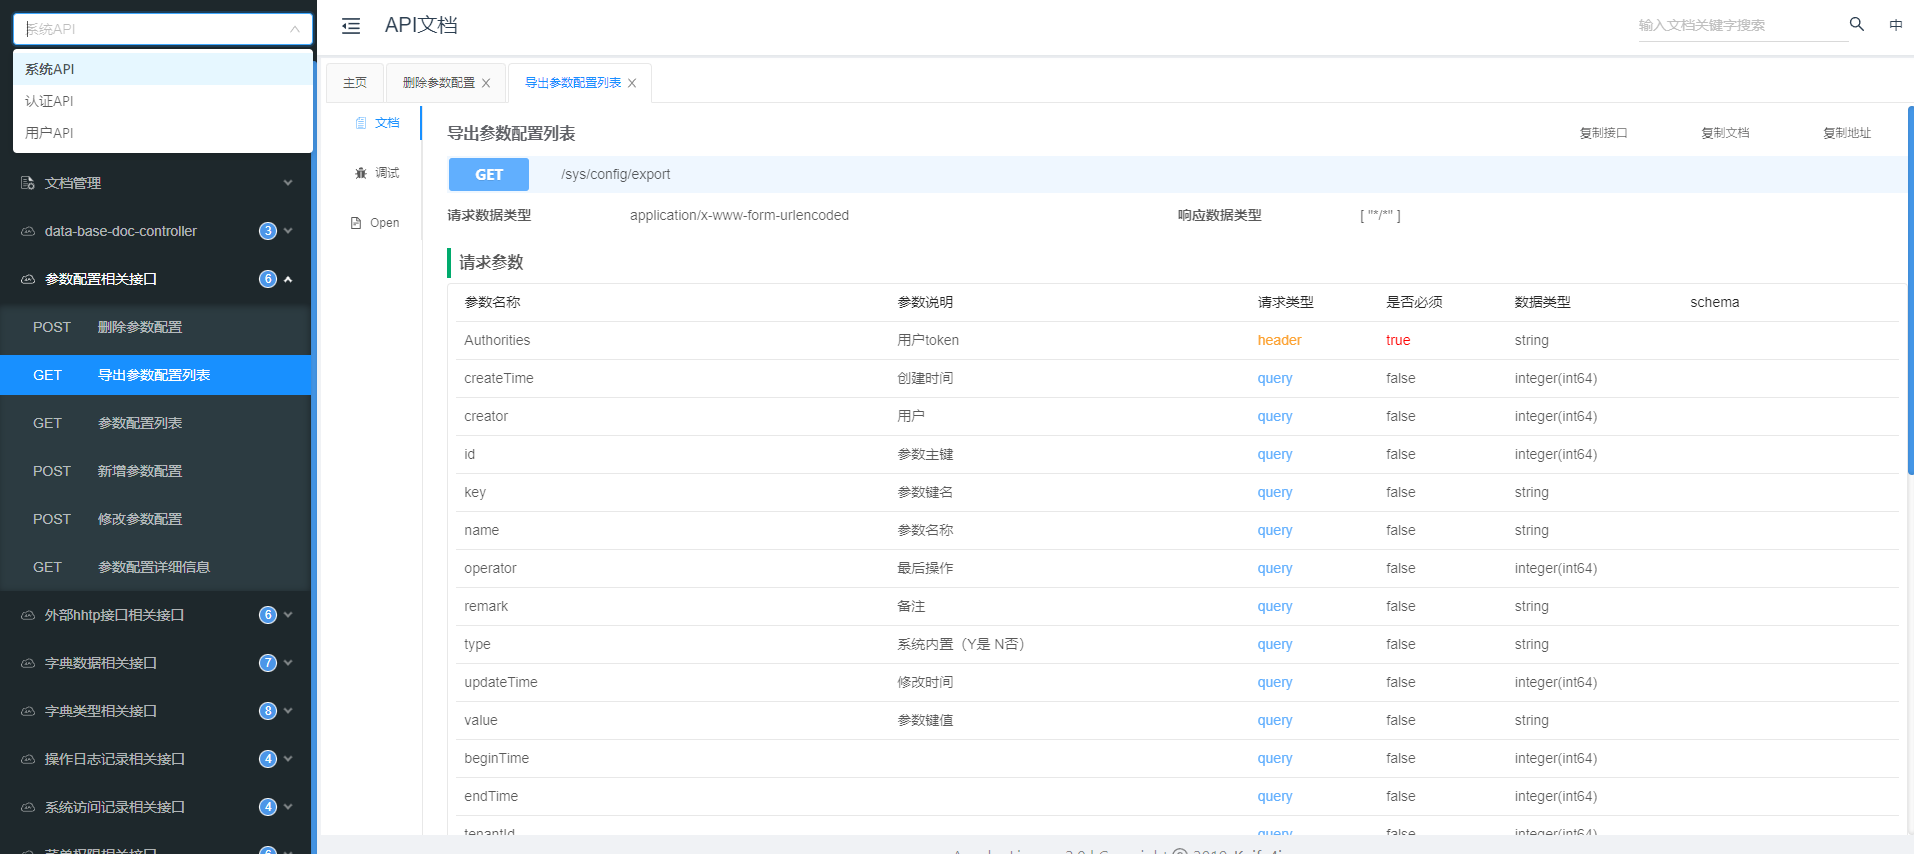 系统API
系统API
认证API
用户API
文档管理
data-base-doc-controller 3
参数配置相关接口 6
POST 删除参数配置
GET 导出参数配置列表
GET 参数配置列表
POST 新增参数配置
POST 修改参数配置
GET 参数配置详细信息
外部hhtp接口相关接口 6
字典数据相关接口 7
字典类型相关接口 8
操作日志记录相关接口 4
系统访问记录相关接口 4
菜单权限相关接口 6
API文档
输入文档关键字搜索 中
主页 删除参数配置 导出参数配置列表
文档
调试
Open
导出参数配置列表 复制接口 复制文档 复制地址
GET /sys/config/export
请求数据类型 application/x-www-form-urlencoded 响应数据类型 [ "*/*" ]
请求参数
参数名称 参数说明 请求类型 是否必须 数据类型 schema
Authorities 用户token header true string
createTime 创建时间 query false integer(int64)
creator 用户 query false integer(int64)
id 参数主键 query false integer(int64)
key 参数键名 query false string
name 参数名称 query false string
operator 最后操作 query false integer(int64)
remark 备注 query false string
type 系统内置（Y是 N否） query false string
updateTime 修改时间 query false integer(int64)
value 参数键值 query false string
beginTime query false integer(int64)
endTime query false integer(int64)
tenantId query false integer(int64)